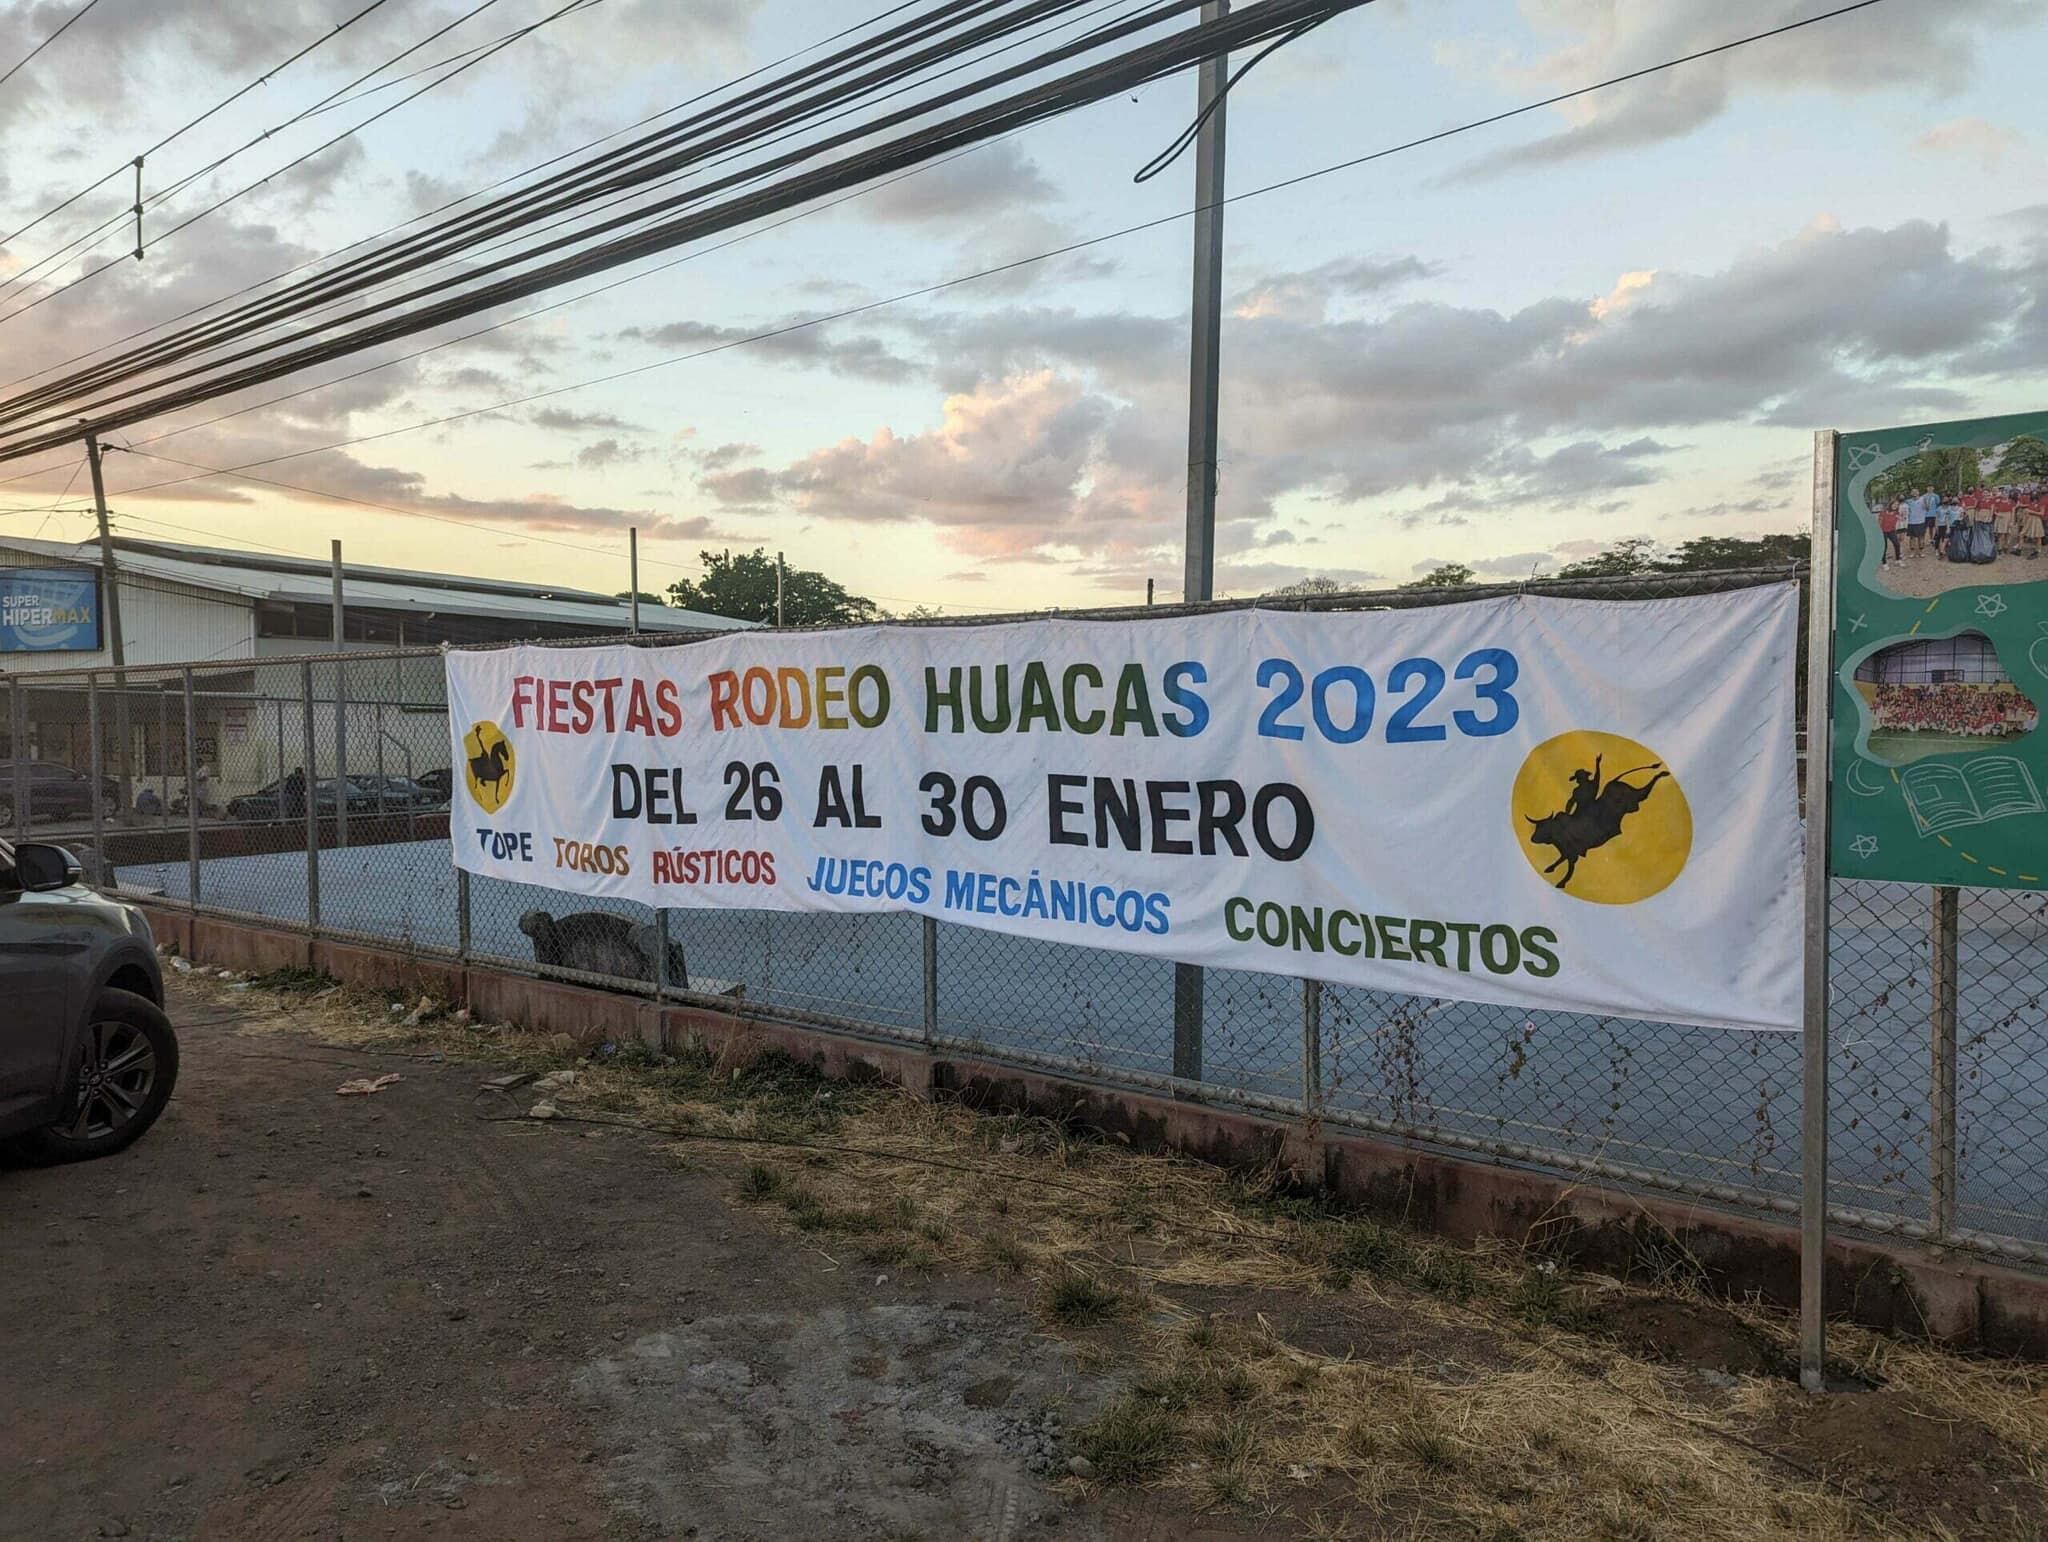 SUPER
HIPERMAX
FIESTAS RODEO HUACAS 2023
DEL 26 AL 30 ENERO
TOPE TOROS RÚSTICOS JUEGOS MECÁNICOS CONCIERTOS